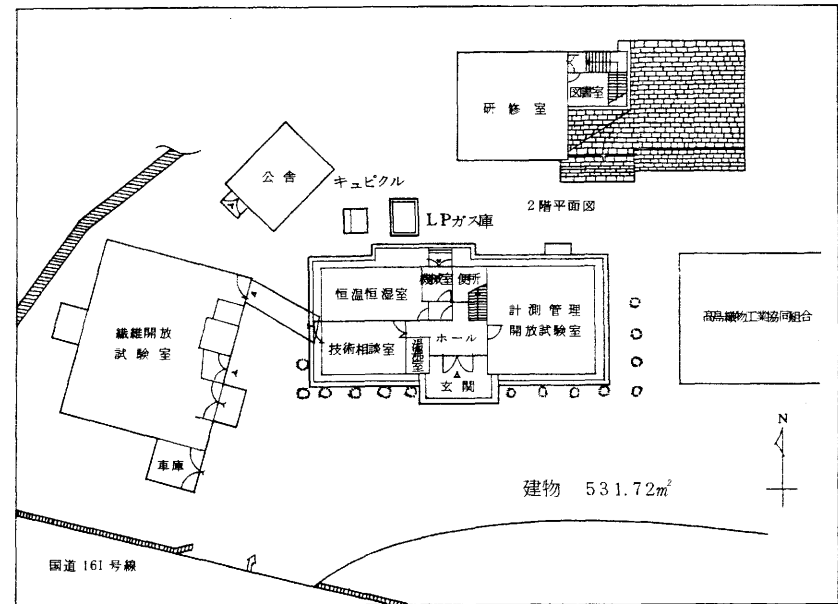 研修室
図書室
2階平面図
公舎
キュピクル
LPガス庫
恒温恒湿室
機械室
便所
計測管理
開放試験室
高島織物工業協同組合
繊維開放
試験室
技術相談室
ホール
玄関
車庫
N
建物 531.72m²
国道161号線